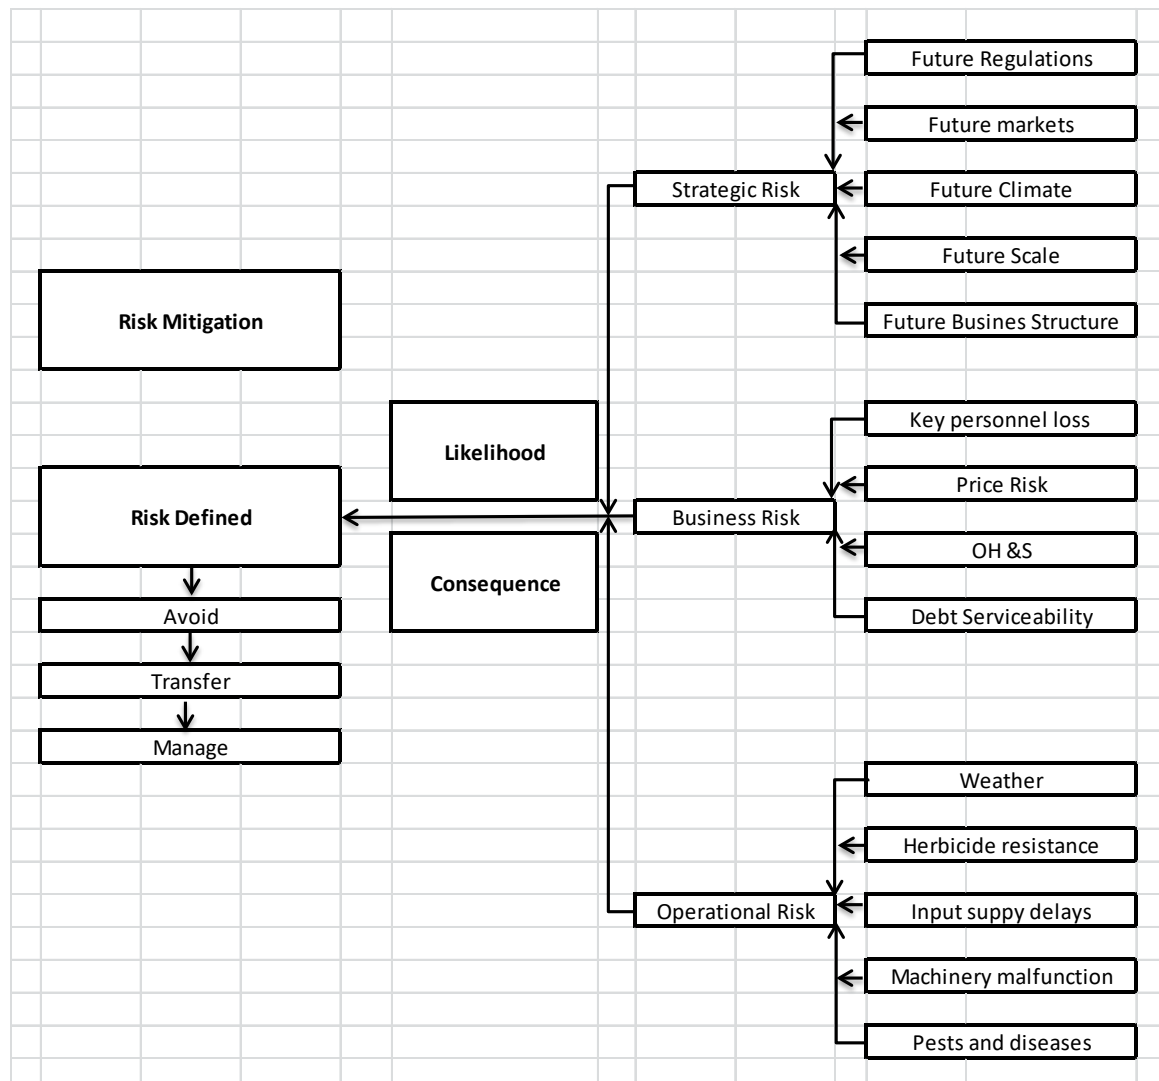 Future Regulations
Future markets
Strategic Risk
Future Climate
Future Scale
Risk Mitigation
Future Busines Structure
Key personnel loss
Likelihood
Price Risk
Risk Defined
Business Risk
OH &S
Consequence
Debt Serviceability
Avoid
Transfer
Manage
Weather
Herbicide resistance
Operational Risk
Input suppy delays
Machinery malfunction
Pests and diseases